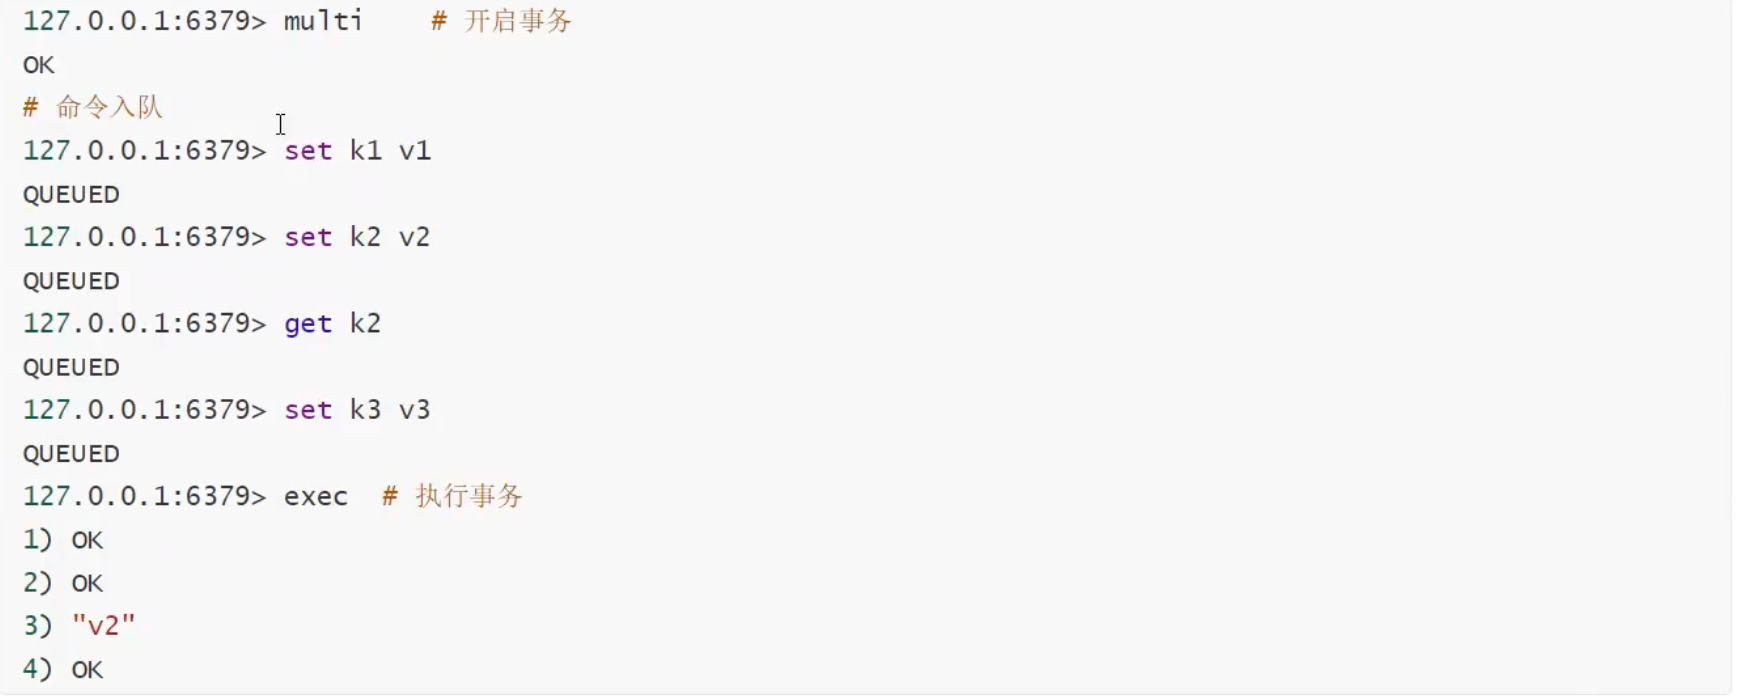 127.0.0.1:6379> multi    # 开启事务
OK
# 命令入队
127.0.0.1:6379> set k1 v1
QUEUED
127.0.0.1:6379> set k2 v2
QUEUED
127.0.0.1:6379> get k2
QUEUED
127.0.0.1:6379> set k3 v3
QUEUED
127.0.0.1:6379> exec  # 执行事务
1) OK
2) OK
3) "v2"
4) OK